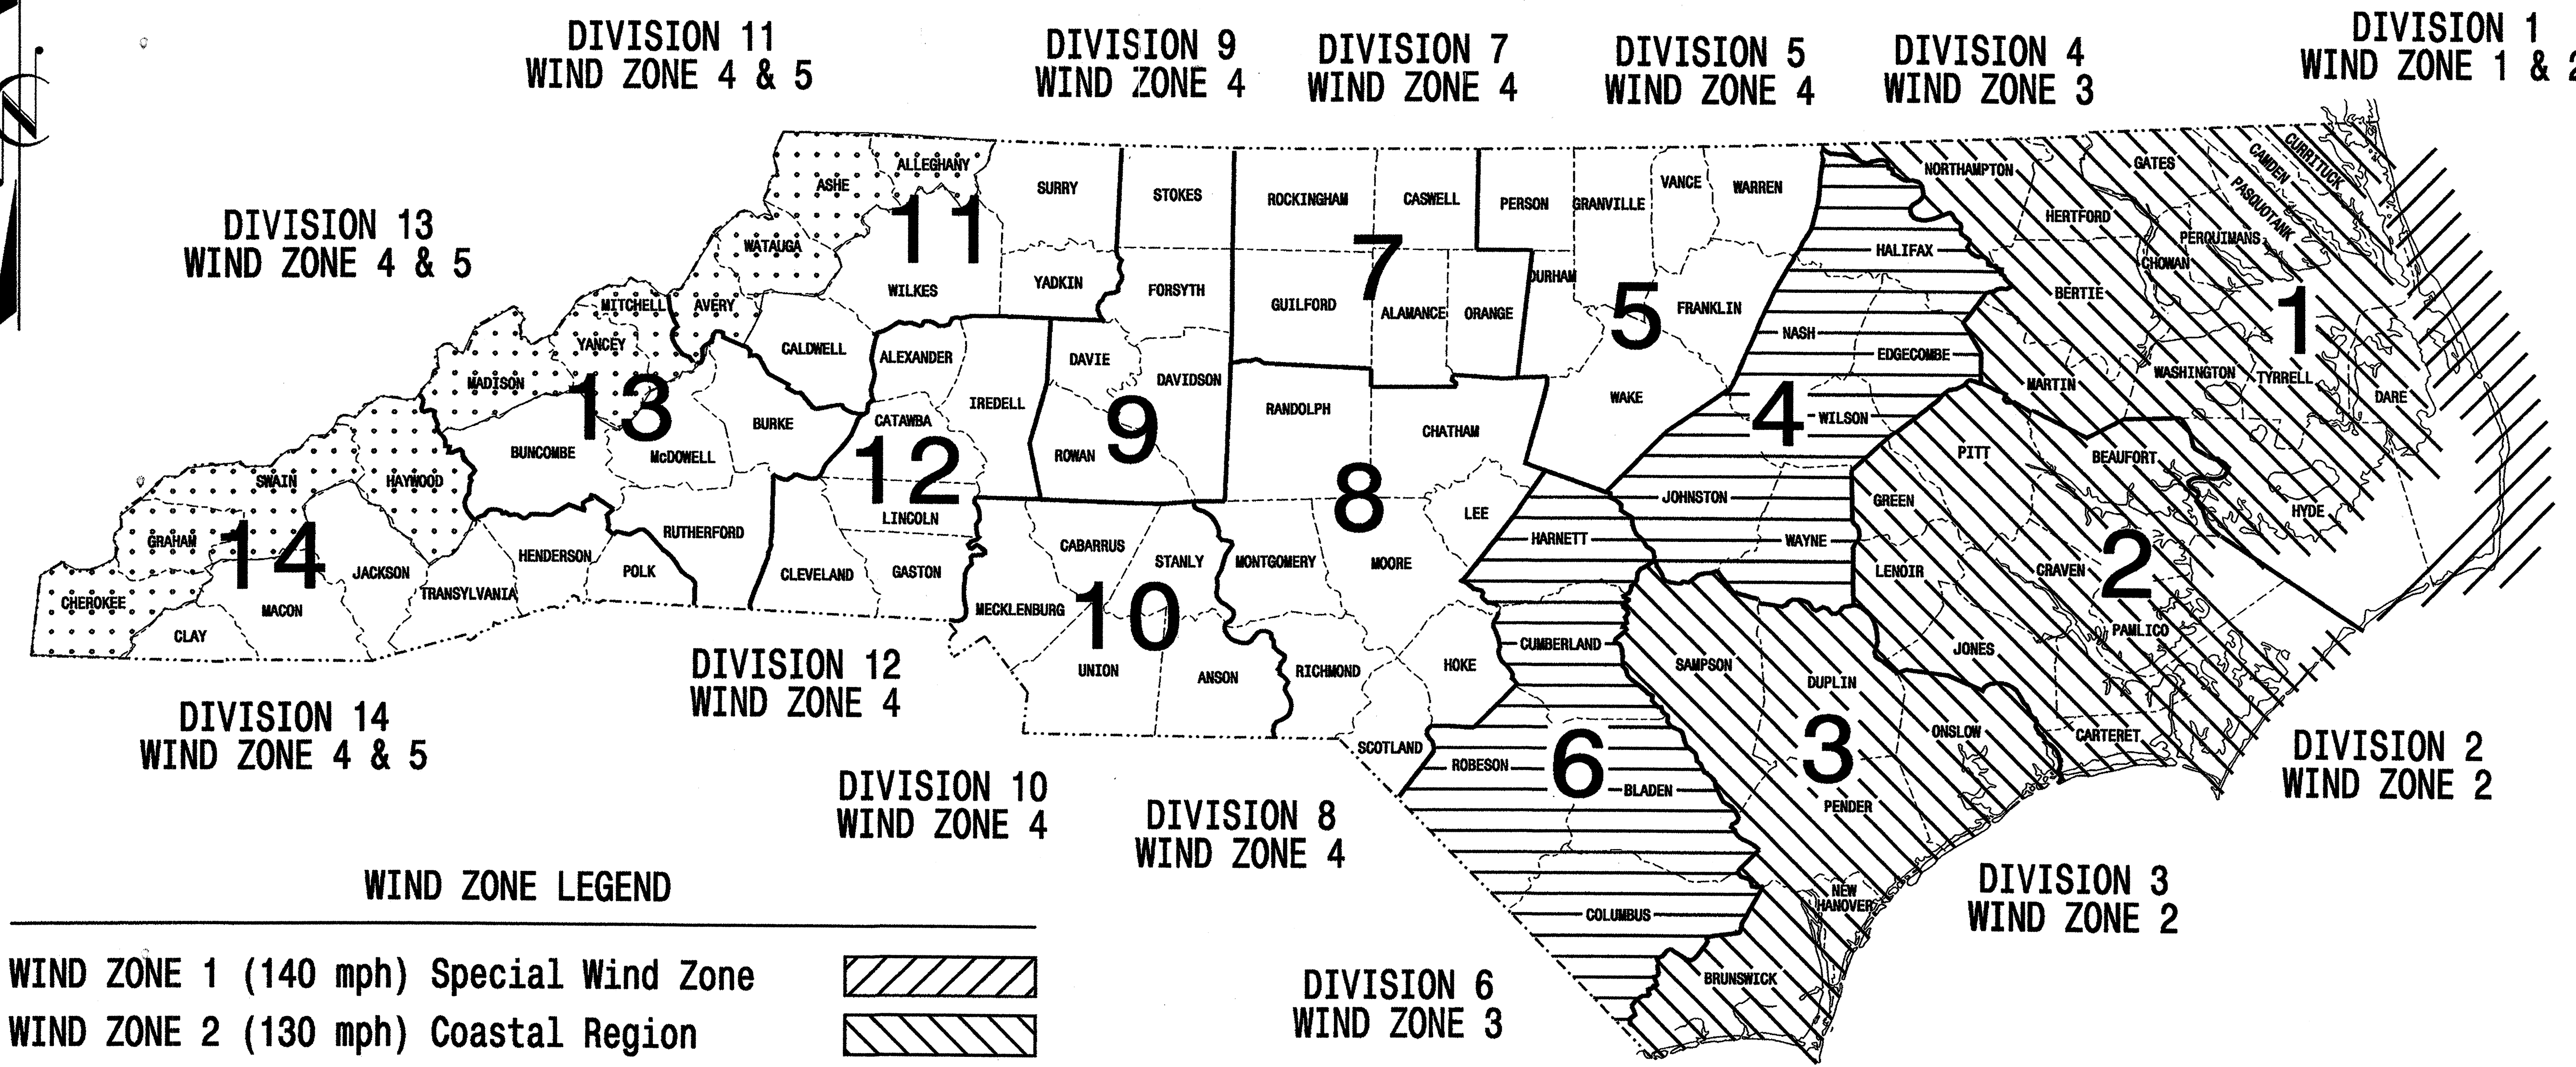 DIVISION 11
WIND ZONE 4 & 5
DIVISION 9
WIND ZONE 4
DIVISION 7
WIND ZONE 4
DIVISION 5
WIND ZONE 4
DIVISION 4
WIND ZONE 3
DIVISION 1
WIND ZONE 1 & 2
N
DIVISION 13
WIND ZONE 4 & 5
ALLEGHANY
ASHE
SURRY
STOKES
ROCKINGHAM
CASWELL
PERSON
GRANVILLE
VANCE
WARREN
NORTHAMPTON
GATES
CAMDEN
CURRITUCK
PASQUOTANK
HERTFORD
PERQUIMANS
CHOWAN
HALIFAX
WATAUGA
11
WILKES
YADKIN
FORSYTH
GUILFORD
7
ALAMANCE
ORANGE
DURHAM
5
FRANKLIN
NASH
EDGECOMBE
BERTIE
1
MITCHELL
AVERY
YANCEY
CALDWELL
ALEXANDER
DAVIE
DAVIDSON
MARTIN
WASHINGTON
TYRRELL
DARE
MADISON
13
BURKE
CATAWBA
IREDELL
9
ROWAN
RANDOLPH
CHATHAM
WAKE
4
WILSON
PITT
BEAUFORT
HYDE
BUNCOMBE
McDOWELL
12
LINCOLN
8
LEE
JOHNSTON
GREEN
SWAIN
HAYWOOD
GRAHAM
14
JACKSON
HENDERSON
RUTHERFORD
POLK
TRANSYLVANIA
CLEVELAND
GASTON
CABARRUS
STANLY
MONTGOMERY
MOORE
HARNETT
WAYNE
LENOIR
CRAVEN
2
PAMLICO
CHEROKEE
MACON
CLAY
MECKLENBURG
10
UNION
ANSON
RICHMOND
HOKE
CUMBERLAND
SAMPSON
DUPLIN
JONES
ONSLOW
CARTERET
SCOTLAND
ROBESON
6
BLADEN
3
PENDER
NEW
HANOVER
COLUMBUS
BRUNSWICK
DIVISION 12
WIND ZONE 4
DIVISION 14
WIND ZONE 4 & 5
DIVISION 10
WIND ZONE 4
DIVISION 8
WIND ZONE 4
DIVISION 2
WIND ZONE 2
DIVISION 3
WIND ZONE 2
DIVISION 6
WIND ZONE 3
WIND ZONE LEGEND
WIND ZONE 1 (140 mph) Special Wind Zone
WIND ZONE 2 (130 mph) Coastal Region